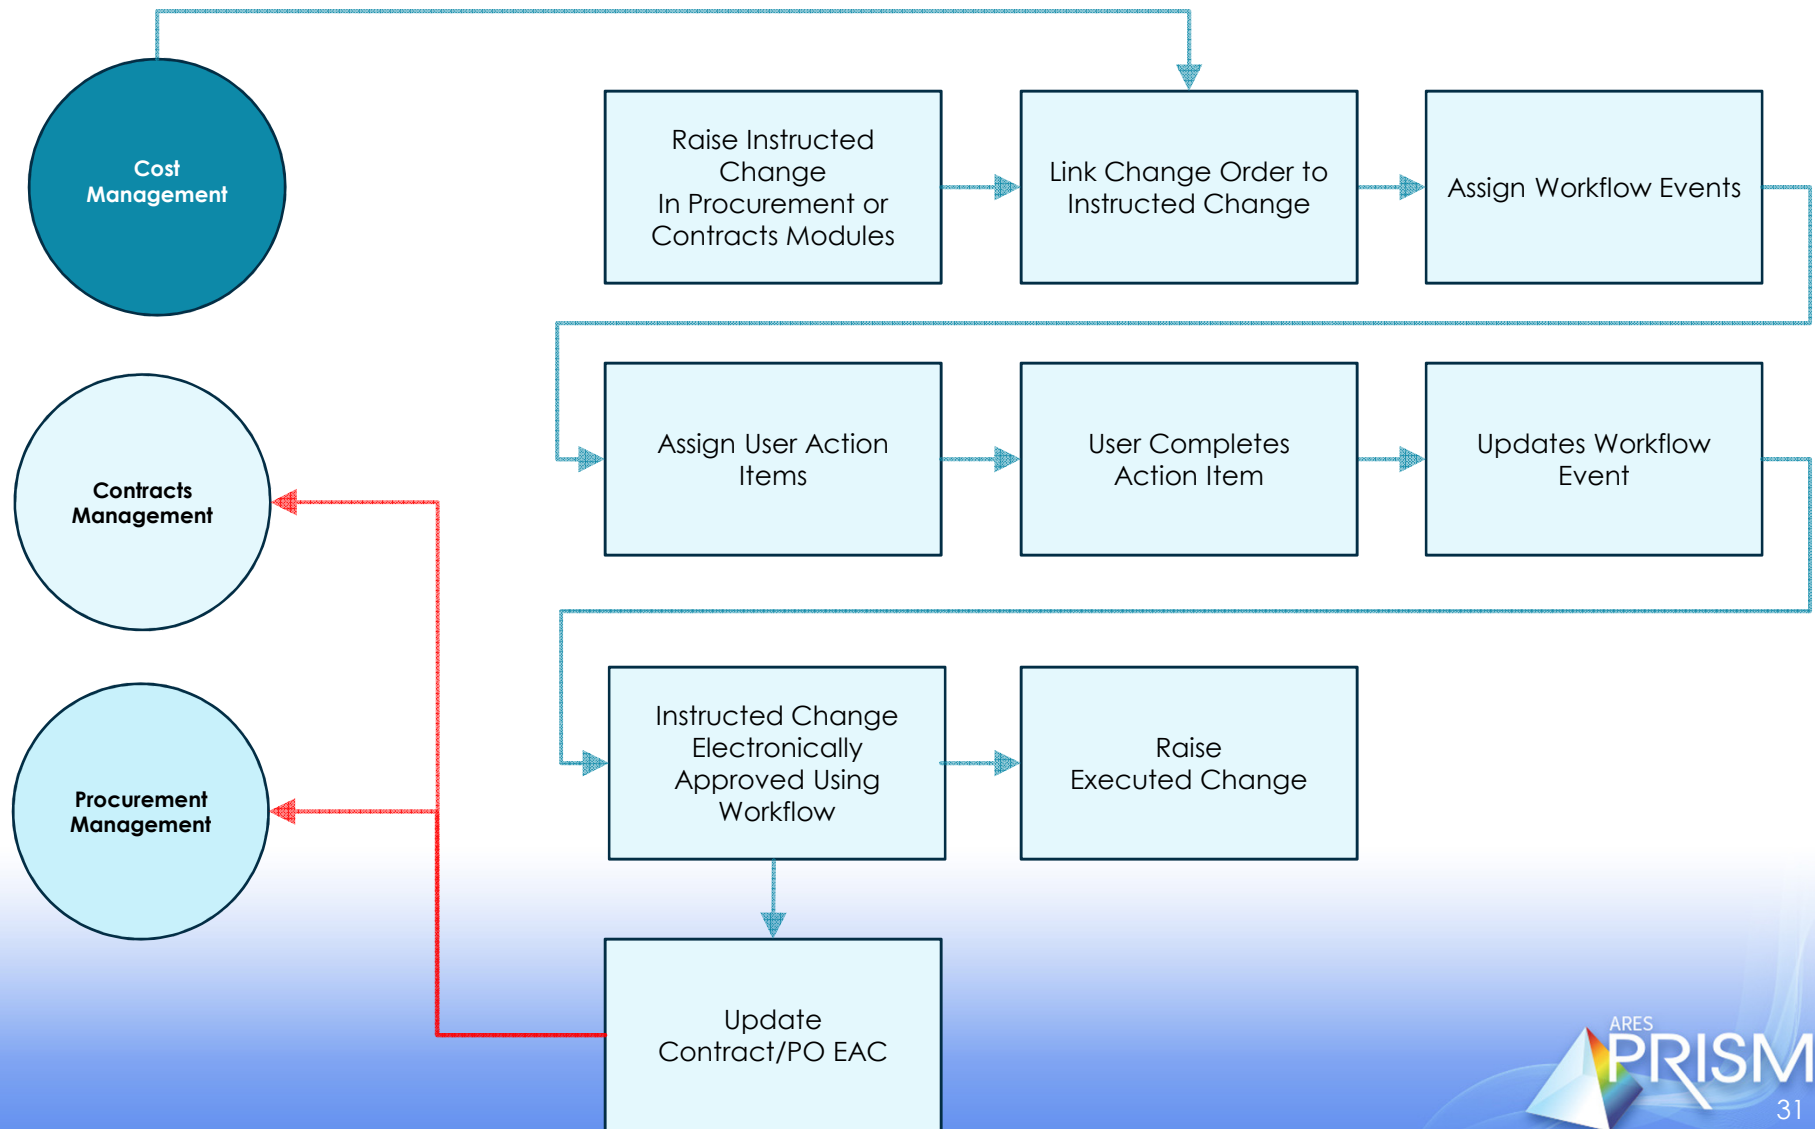 Cost
Management
Raise Instructed
Change
In Procurement or
Contracts Modules
Link Change Order to
Instructed Change
Assign Workflow Events
Contracts
Management
Assign User Action
Items
User Completes
Action Item
Updates Workflow
Event
Procurement
Management
Instructed Change
Electronically
Approved Using
Workflow
Raise
Executed Change
Update
Contract/PO EAC
ARES
PRISM
31